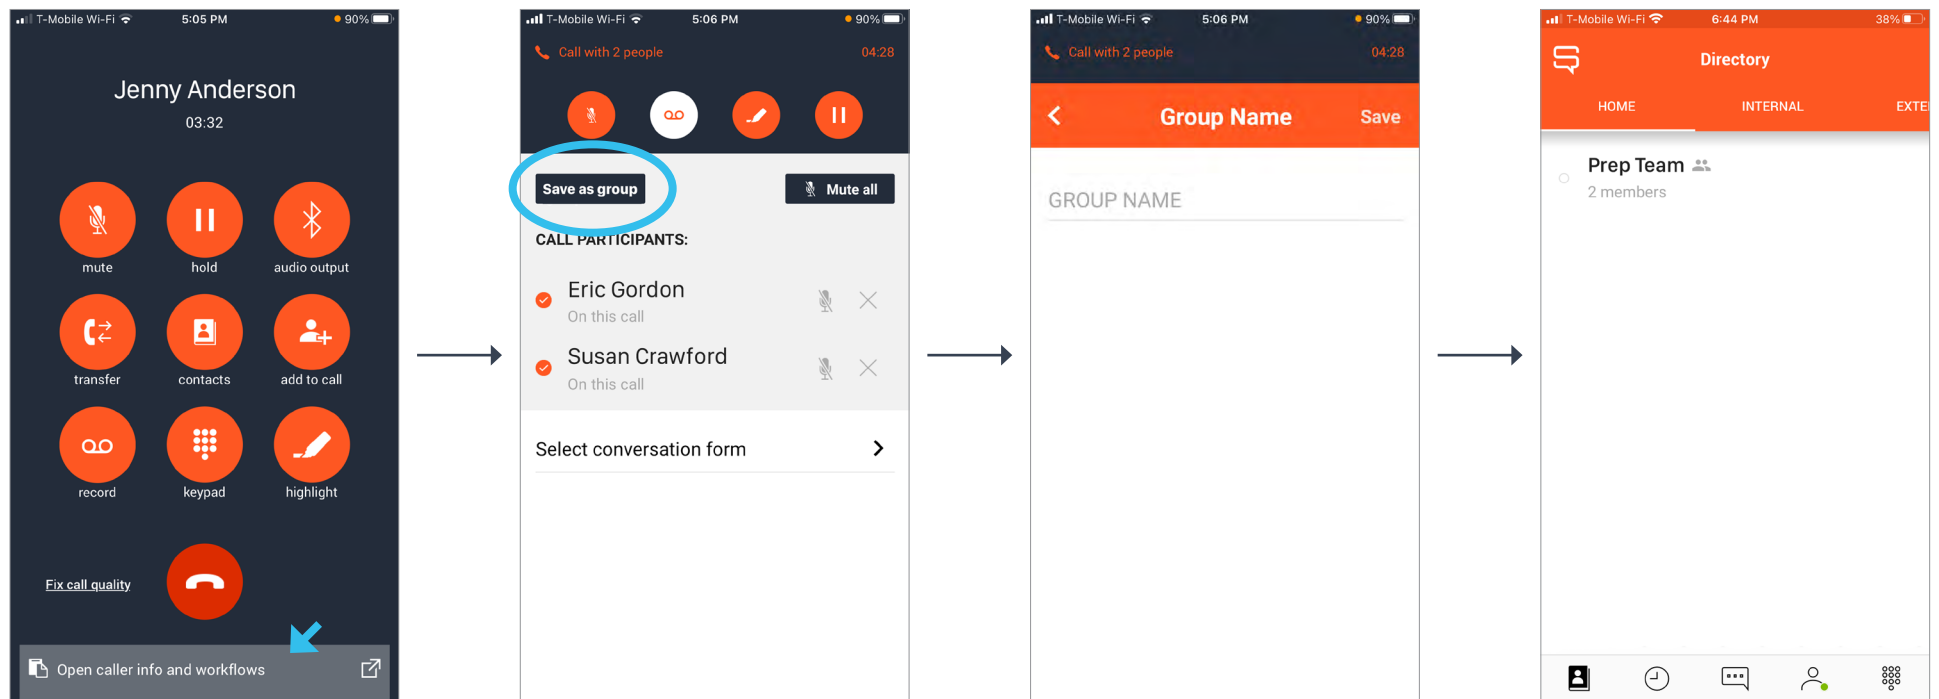 T-Mobile Wi-Fi 5:05 PM 90%
Jenny Anderson
03:32
mute hold audio output
transfer contacts add to call
record keypad highlight
Fix call quality
Open caller info and workflows
T-Mobile Wi-Fi 5:06 PM 90%
Call with 2 people 04:28
Save as group Mute all
CALL PARTICIPANTS:
Eric Gordon
On this call
Susan Crawford
On this call
Select conversation form
T-Mobile Wi-Fi 5:06 PM 90%
Call with 2 people 04:28
Group Name Save
GROUP NAME
T-Mobile Wi-Fi 6:44 PM 38%
Directory
HOME INTERNAL EXTE
Prep Team
2 members